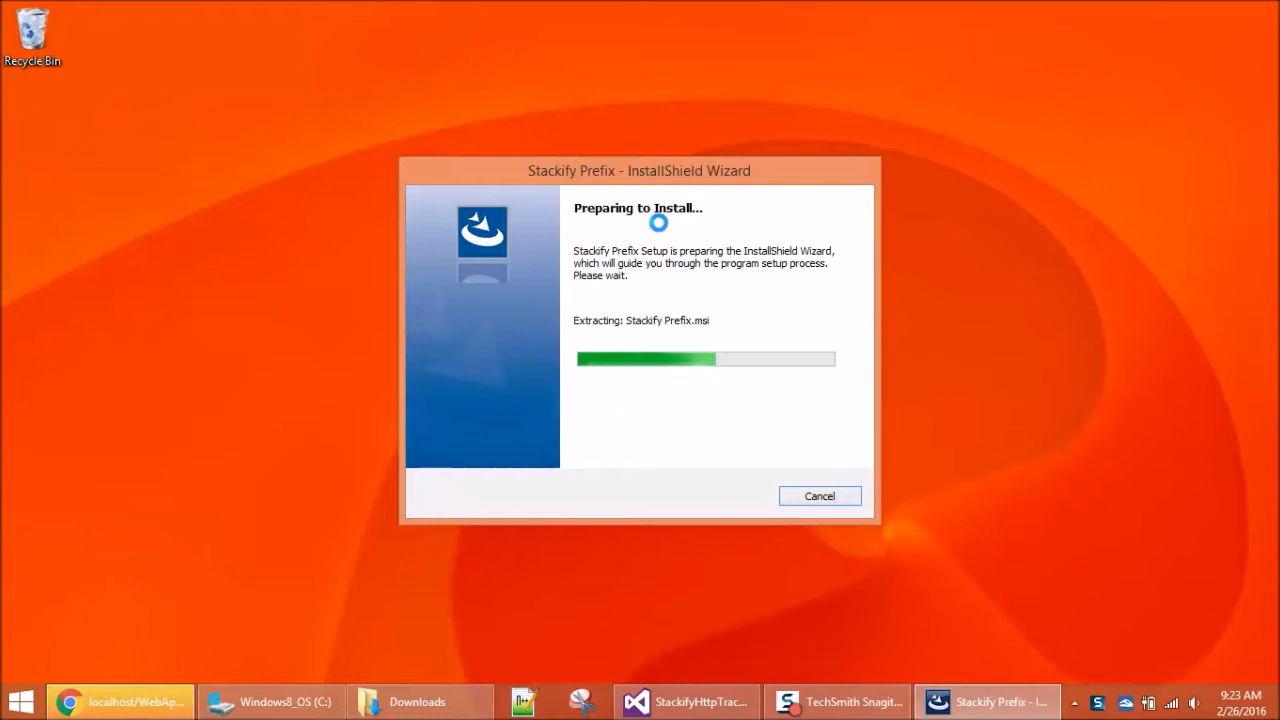 Recycle Bin
Stackify Prefix - InstallShield Wizard
Preparing to Install...
Stackify Prefix Setup is preparing the InstallShield Wizard,
which will guide you through the program setup process.
Please wait.
Extracting: Stackify Prefix.msi
Cancel
localhost/WebAp...
Windows8_OS (C:)
Downloads
StackifyHttpTrac...
TechSmith Snagit...
Stackify Prefix - I...
9:23 AM
2/26/2016